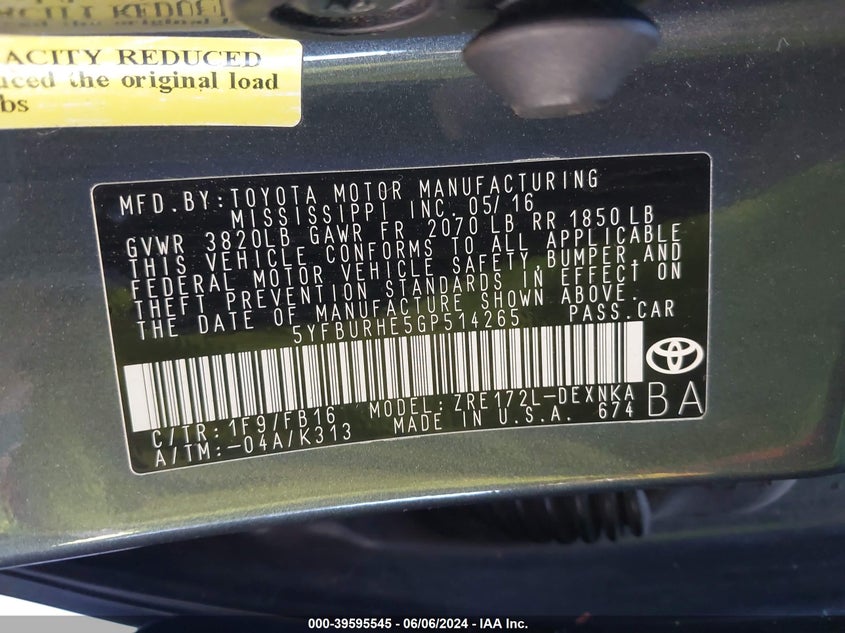 ACITY REDUCED
uced the original load
bs
MFD.BY:TOYOTA MOTOR MANUFACTURING
MISSISSIPPI INC. 05/16
GVWR 3820LB GAWR FR 2070 LB RR 1850 LB
THIS VEHICLE CONFORMS TO ALL APPLICABLE
FEDERAL MOTOR VEHICLE SAFETY,BUMPER,AND
THEFT PREVENTION STANDARDS IN EFFECT ON
THE DATE OF MANUFACTURE SHOWN ABOVE.
5YFBURHE5GP514265 PASS.CAR
C/TR:1F9/FB16 MODEL:ZRE172L-DEXNKA
A/TM:-04A/K313 MADE IN U.S.A. 674
BA
000-39595545 - 06/06/2024 - IAA Inc.